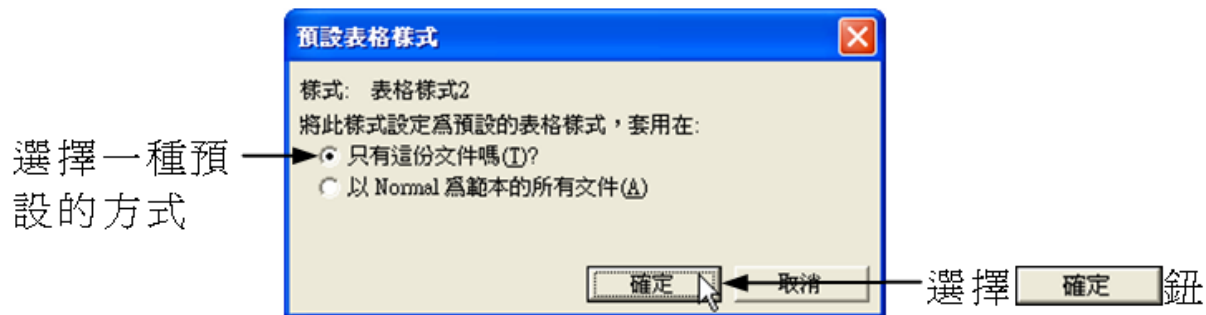 預設表格樣式
樣式: 表格樣式2
將此樣式設定為預設的表格樣式，套用在:
選擇一種預
設的方式
只有這份文件嗎(T)?
以 Normal 為範本的所有文件(A)
確定
取消
選擇 確定 鈕